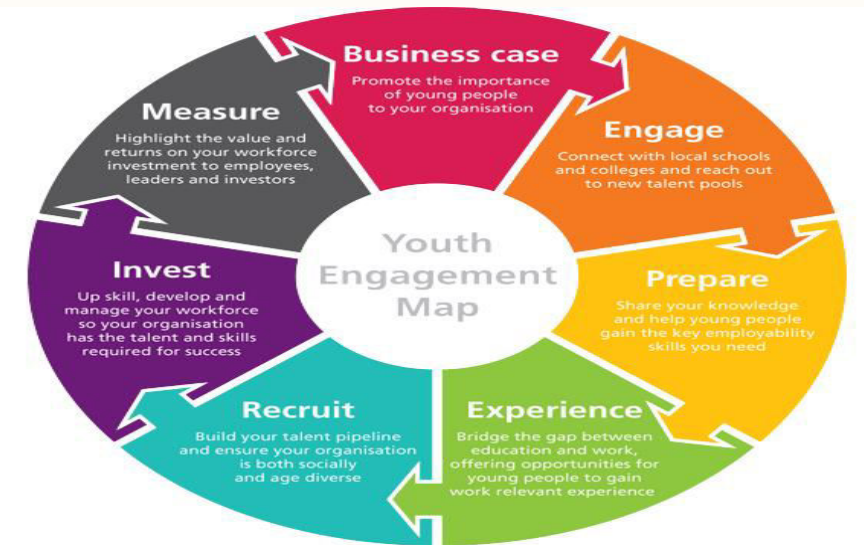 Business case
Promote the importance
of young people
to your organisation
Engage
Connect with local schools
and colleges and reach out
to new talent pools
Prepare
Share your knowledge
and help young people
gain the key employability
skills you need
Experience
Bridge the gap between
education and work,
offering opportunities for
young people to gain
work relevant experience
Recruit
Build your talent pipeline
and ensure your organisation
is both socially
and age diverse
Invest
Up skill, develop and
manage your workforce
so your organisation
has the talent and skills
required for success
Measure
Highlight the value and
returns on your workforce
investment to employees,
leaders and investors
Youth
Engagement
Map